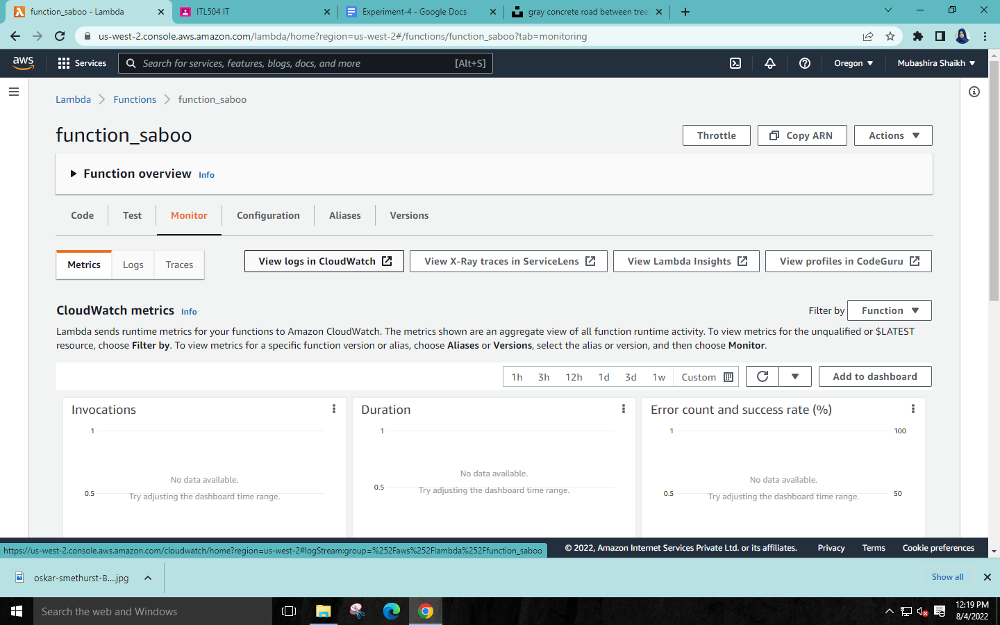 function_saboo - Lambda
ITL504 IT
Experiment-4 - Google Docs
gray concrete road between tree
us-west-2.console.aws.amazon.com/lambda/home?region=us-west-2#/functions/function_saboo?tab=monitoring
aws
Services
Search for services, features, blogs, docs, and more
[Alt+S]
Oregon
Mubashira Shaikh
Lambda
Functions
function_saboo
function_saboo
Throttle
Copy ARN
Actions
Function overview Info
Code
Test
Monitor
Configuration
Aliases
Versions
Metrics
Logs
Traces
View logs in CloudWatch
View X-Ray traces in ServiceLens
View Lambda Insights
View profiles in CodeGuru
CloudWatch metrics Info
Filter by
Function
Lambda sends runtime metrics for your functions to Amazon CloudWatch. The metrics shown are an aggregate view of all function runtime activity. To view metrics for the unqualified or $LATEST
resource, choose Filter by. To view metrics for a specific function version or alias, choose Aliases or Versions, select the alias or version, and then choose Monitor.
1h
3h
12h
1d
3d
1w
Custom
Add to dashboard
Invocations
1
No data available.
0.5
Try adjusting the dashboard time range.
Duration
1
No data available.
0.5
Try adjusting the dashboard time range.
Error count and success rate (%)
1
100
No data available.
0.5
Try adjusting the dashboard time range.
50
https://us-west-2.console.aws.amazon.com/cloudwatch/home?region=us-west-2#logStream:group=%252Faws%252Flambda%252Ffunction_saboo
© 2022, Amazon Internet Services Private Ltd. or its affiliates.
Privacy
Terms
Cookie preferences
oskar-smethurst-B....jpg
Show all
Search the web and Windows
12:19 PM
8/4/2022